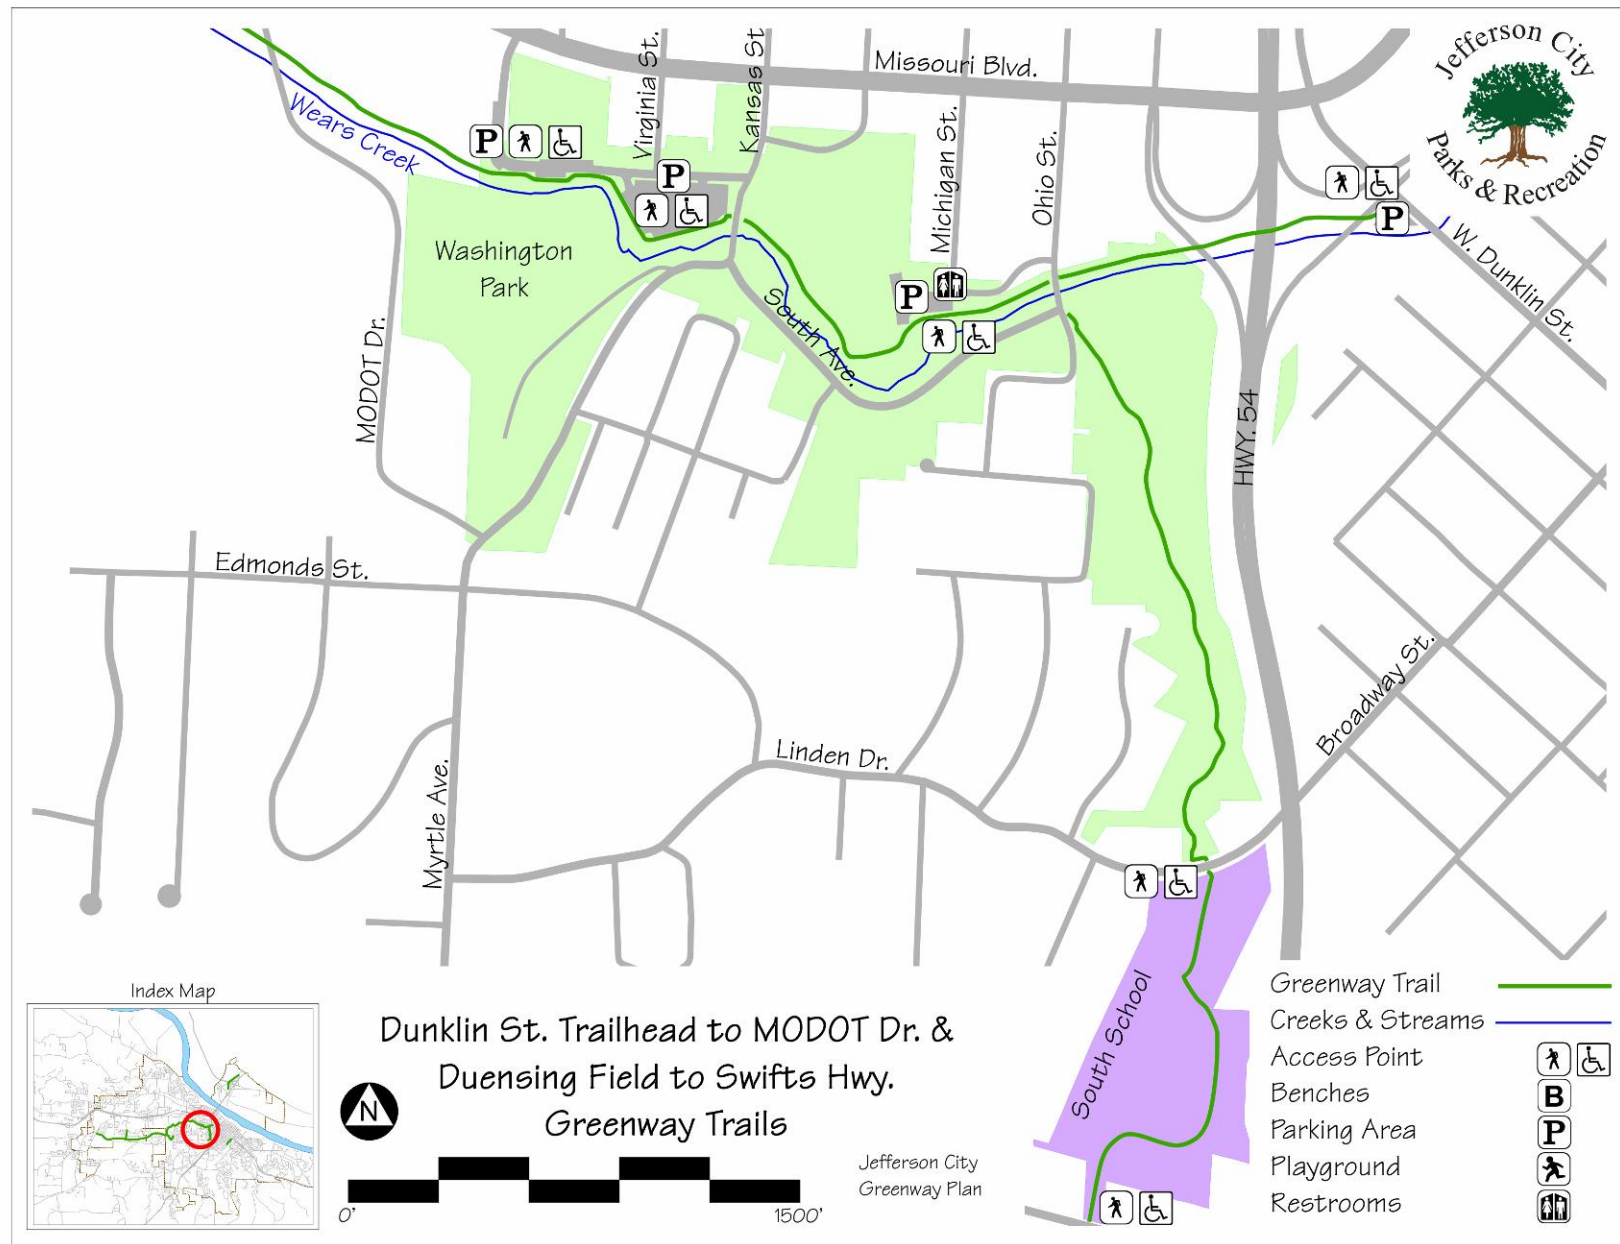 Jefferson City
Parks & Recreation
Missouri Blvd.
Virginia St.
Kansas St
Michigan St.
Ohio St.
Wears Creek
P
P
P
P
Washington
Park
South Ave.
MODOT Dr.
W. Dunklin St.
HWY. 54
Edmonds St.
Broadway St.
Linden Dr.
Myrtle Ave.
South School
Index Map
Dunklin St. Trailhead to MODOT Dr. &
Duensing Field to Swifts Hwy.
Greenway Trails
N
0'
1500'
Jefferson City
Greenway Plan
Greenway Trail
Creeks & Streams
Access Point
Benches B
Parking Area P
Playground
Restrooms